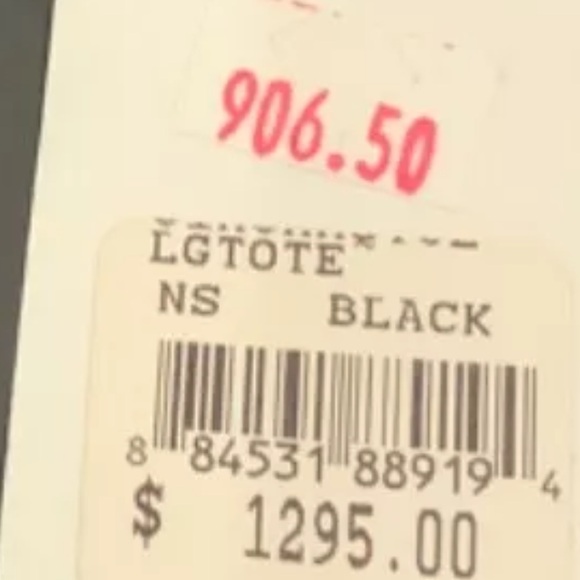 906.50
LGTOTE
NS BLACK
8 84531 88919 4
$ 1295.00